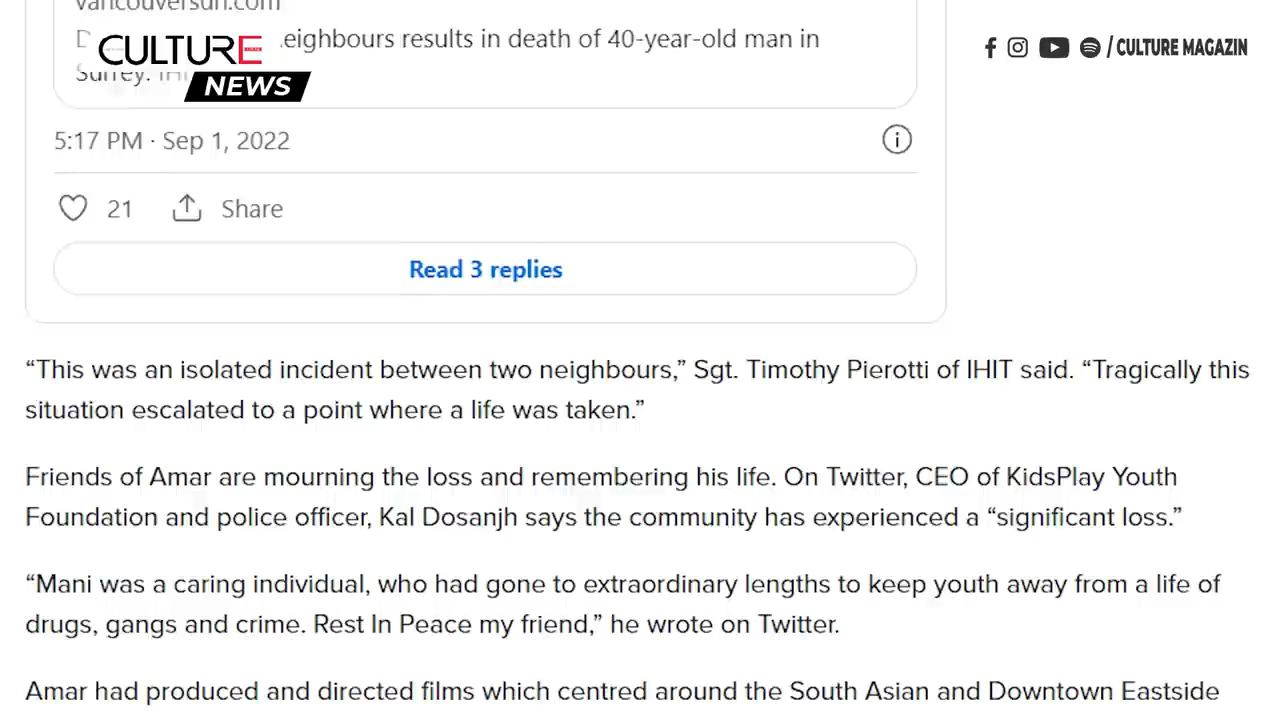 vancouversun.com
eighbours results in death of 40-year-old man in
Surrey.
CULTURE
NEWS
/ CULTURE MAGAZIN
5:17 PM · Sep 1, 2022
21 Share
Read 3 replies
“This was an isolated incident between two neighbours,” Sgt. Timothy Pierotti of IHIT said. “Tragically this
situation escalated to a point where a life was taken.”
Friends of Amar are mourning the loss and remembering his life. On Twitter, CEO of KidsPlay Youth
Foundation and police officer, Kal Dosanjh says the community has experienced a “significant loss.”
“Mani was a caring individual, who had gone to extraordinary lengths to keep youth away from a life of
drugs, gangs and crime. Rest In Peace my friend,” he wrote on Twitter.
Amar had produced and directed films which centred around the South Asian and Downtown Eastside